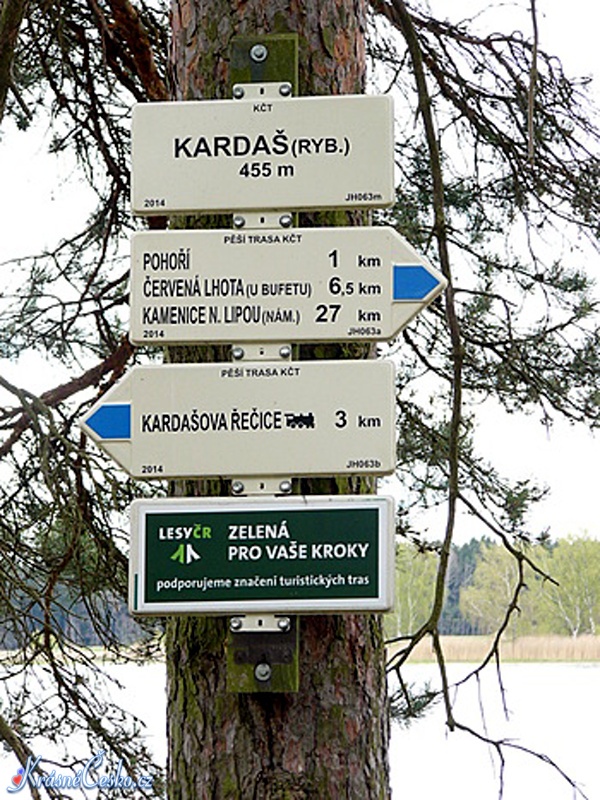 KČT
KARDAŠ (RYB.)
455 m
2014 JH063m
PĚŠÍ TRASA KČT
POHOŘÍ 1 km
ČERVENÁ LHOTA (U BUFETU) 6,5 km
KAMENICE N. LIPOU (NÁM.) 27 km
2014 JH063a
PĚŠÍ TRASA KČT
KARDAŠOVA ŘEČICE 3 km
2014 JH063b
LESYČR ZELENÁ
PRO VAŠE KROKY
podporujeme značení turistických tras
KrásnéČesko.cz